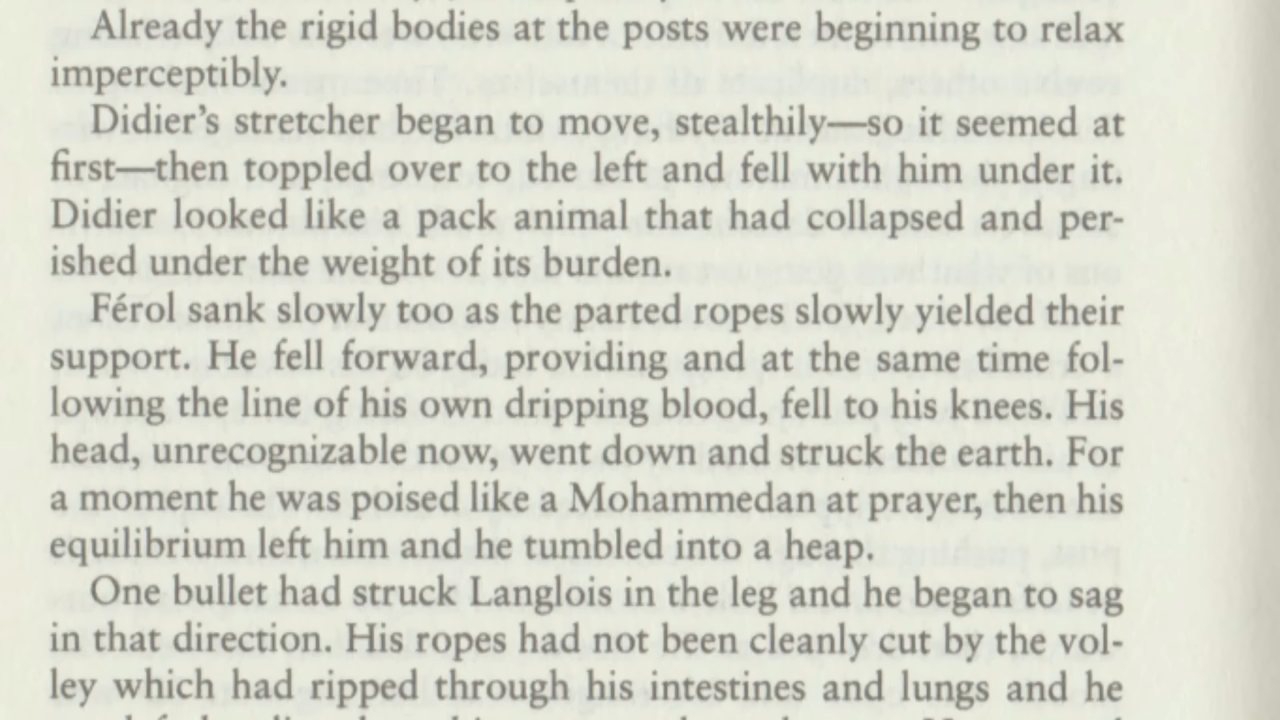 Already the rigid bodies at the posts were beginning to relax
imperceptibly.
Didier's stretcher began to move, stealthily—so it seemed at
first—then toppled over to the left and fell with him under it.
Didier looked like a pack animal that had collapsed and per-
ished under the weight of its burden.
Férol sank slowly too as the parted ropes slowly yielded their
support. He fell forward, providing and at the same time fol-
lowing the line of his own dripping blood, fell to his knees. His
head, unrecognizable now, went down and struck the earth. For
a moment he was poised like a Mohammedan at prayer, then his
equilibrium left him and he tumbled into a heap.
One bullet had struck Langlois in the leg and he began to sag
in that direction. His ropes had not been cleanly cut by the vol-
ley which had ripped through his intestines and lungs and he